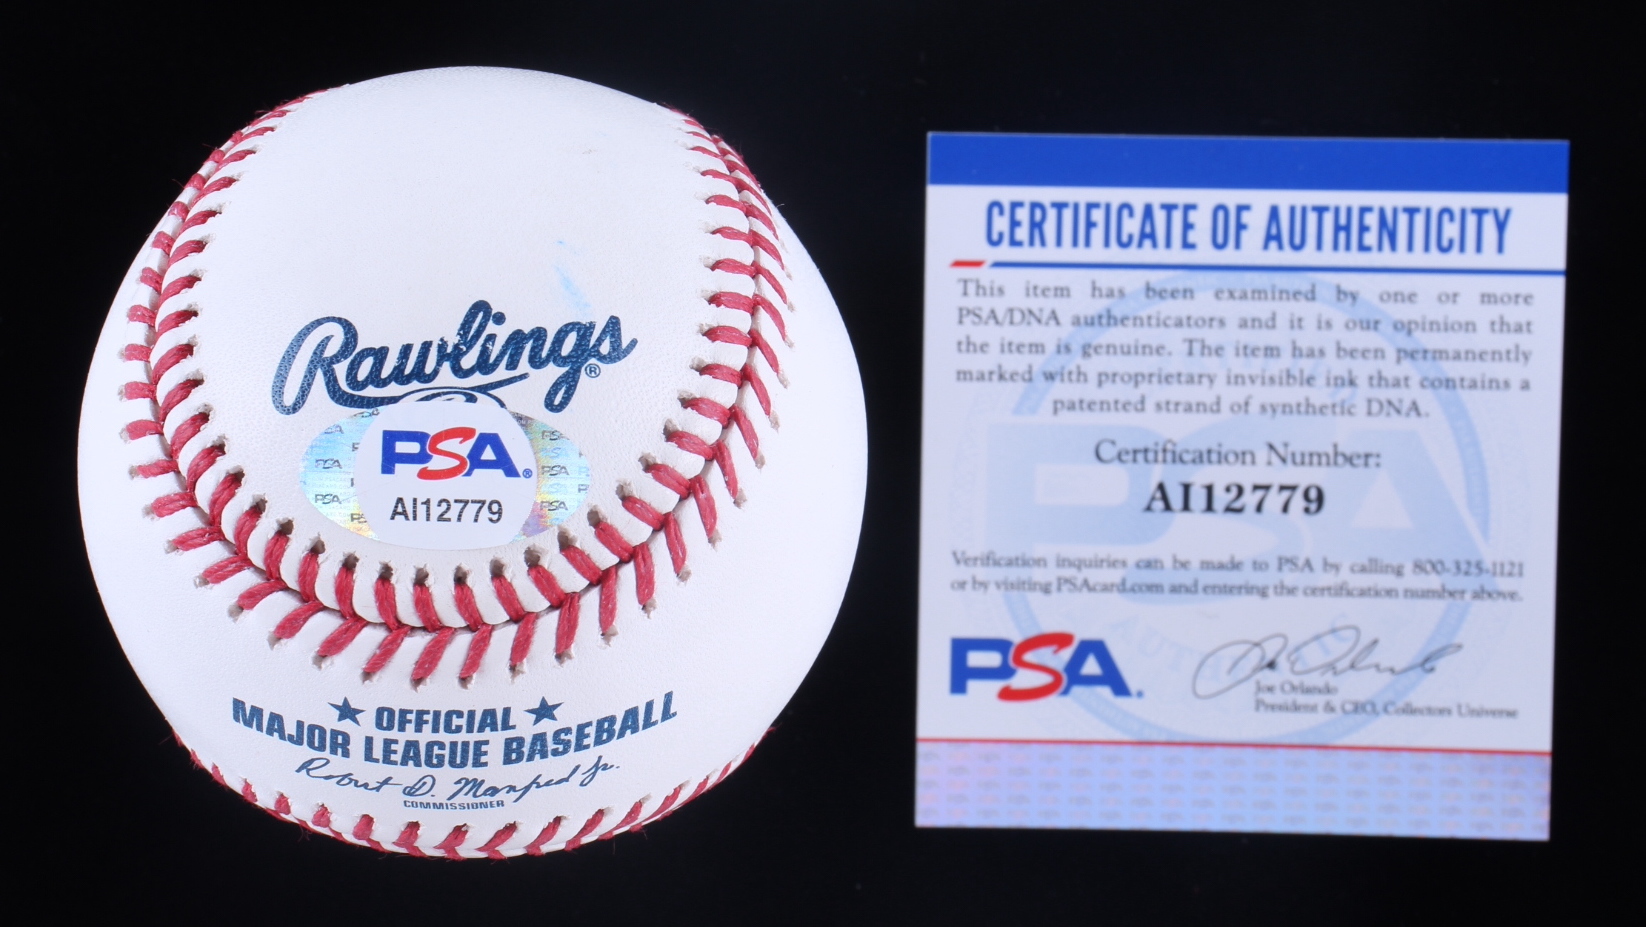 Rawlings®
PSA®
AI12779
OFFICIAL
MAJOR LEAGUE BASEBALL
Robert D. Manfred Jr.
COMMISSIONER
CERTIFICATE OF AUTHENTICITY
This item has been examined by one or more
PSA/DNA authenticators and it is our opinion that
the item is genuine. The item has been permanently
marked with proprietary invisible ink that contains a
patented strand of synthetic DNA.
Certification Number:
AI12779
Verification inquiries can be made to PSA by calling 800-325-1121
or by visiting PSAcard.com and entering the certification number above.
PSA.
Joe Orlando
Joe Orlando
President & CEO, Collectors Universe